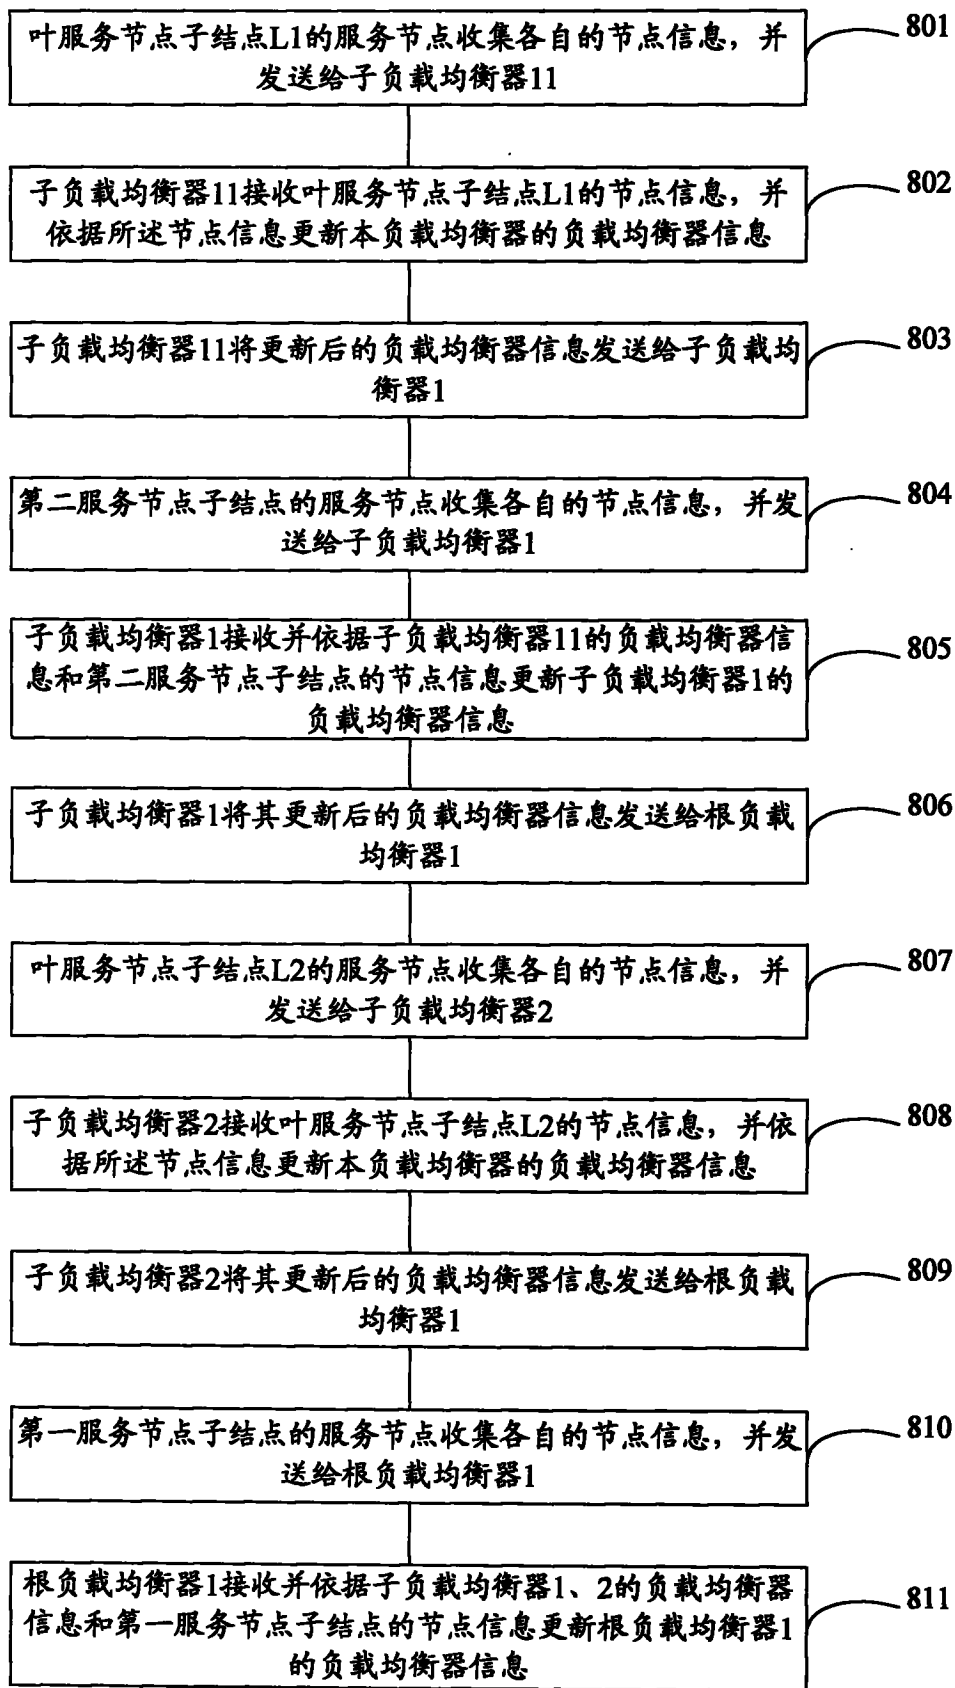 叶服务节点子结点L1的服务节点收集各自的节点信息，并
发送给子负载均衡器11
801
子负载均衡器11接收叶服务节点子结点L1的节点信息，并
依据所述节点信息更新本负载均衡器的负载均衡器信息
802
子负载均衡器11将更新后的负载均衡器信息发送给子负载均
衡器1
803
第二服务节点子结点的服务节点收集各自的节点信息，并发
送给子负载均衡器1
804
子负载均衡器1接收并依据子负载均衡器11的负载均衡器信
息和第二服务节点子结点的节点信息更新子负载均衡器1的
负载均衡器信息
805
子负载均衡器1将其更新后的负载均衡器信息发送给根负载
均衡器1
806
叶服务节点子结点L2的服务节点收集各自的节点信息，并
发送给子负载均衡器2
807
子负载均衡器2接收叶服务节点子结点L2的节点信息，并依
据所述节点信息更新本负载均衡器的负载均衡器信息
808
子负载均衡器2将其更新后的负载均衡器信息发送给根负载
均衡器1
809
第一服务节点子结点的服务节点收集各自的节点信息，并发
送给根负载均衡器1
810
根负载均衡器1接收并依据子负载均衡器1、2的负载均衡器
信息和第一服务节点子结点的节点信息更新根负载均衡器1
的负载均衡器信息
811